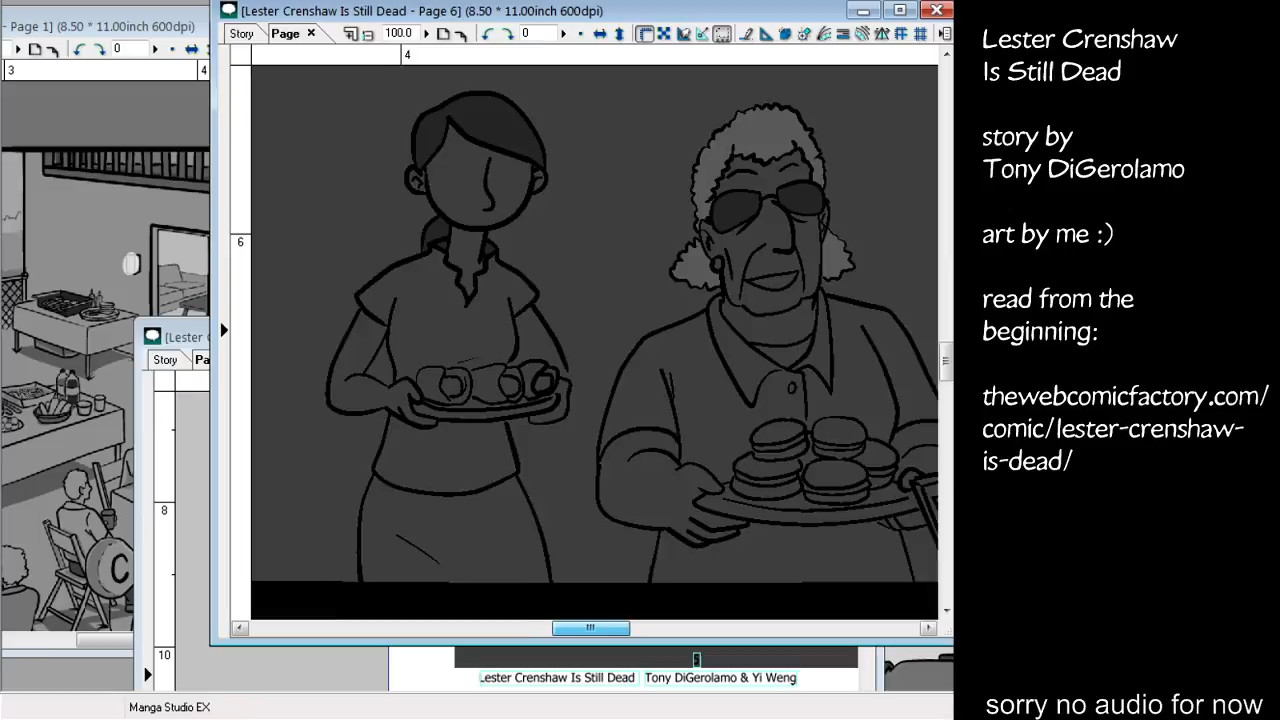 - Page 1] (8.50 * 11.00inch 600dpi)
0
3
4
[Lester Crenshaw Is Still Dead - Page 6] (8.50 * 11.00inch 600dpi)
Story
Page
100.0
0
4
6
8
10
[Lester
Story
Pa
C
5
Lester Crenshaw Is Still Dead
Tony DiGerolamo & Yi Weng
Manga Studio EX
Lester Crenshaw
Is Still Dead
story by
Tony DiGerolamo
art by me :)
read from the
beginning:
thewebcomicfactory.com/
comic/lester-crenshaw-
is-dead/
sorry no audio for now